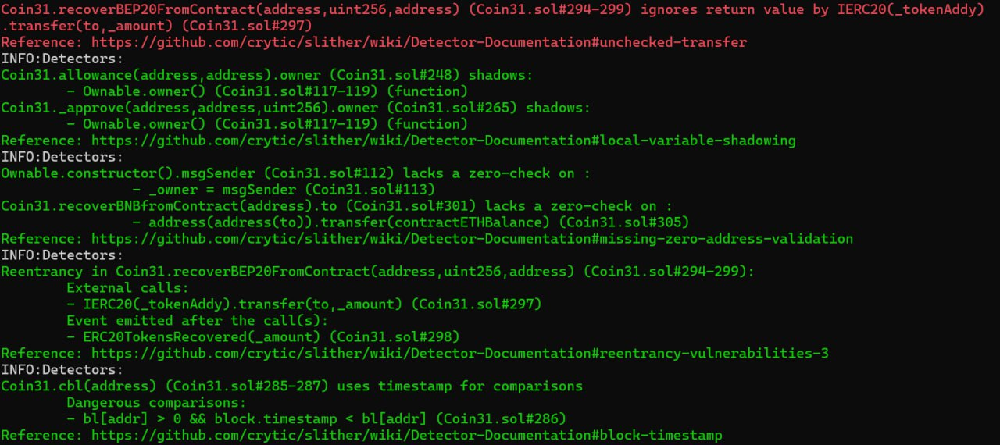 Coin31.recoverBEP20FromContract(address,uint256,address) (Coin31.sol#294-299) ignores return value by IERC20(_tokenAddy)
.transfer(to,_amount) (Coin31.sol#297)
Reference: https://github.com/crytic/slither/wiki/Detector-Documentation#unchecked-transfer
INFO:Detectors:
Coin31.allowance(address,address).owner (Coin31.sol#248) shadows:
- Ownable.owner() (Coin31.sol#117-119) (function)
Coin31._approve(address,address,uint256).owner (Coin31.sol#265) shadows:
- Ownable.owner() (Coin31.sol#117-119) (function)
Reference: https://github.com/crytic/slither/wiki/Detector-Documentation#local-variable-shadowing
INFO:Detectors:
Ownable.constructor().msgSender (Coin31.sol#112) lacks a zero-check on :
- _owner = msgSender (Coin31.sol#113)
Coin31.recoverBNBfromContract(address).to (Coin31.sol#301) lacks a zero-check on :
- address(address(to)).transfer(contractETHBalance) (Coin31.sol#305)
Reference: https://github.com/crytic/slither/wiki/Detector-Documentation#missing-zero-address-validation
INFO:Detectors:
Reentrancy in Coin31.recoverBEP20FromContract(address,uint256,address) (Coin31.sol#294-299):
External calls:
- IERC20(_tokenAddy).transfer(to,_amount) (Coin31.sol#297)
Event emitted after the call(s):
- ERC20TokensRecovered(_amount) (Coin31.sol#298)
Reference: https://github.com/crytic/slither/wiki/Detector-Documentation#reentrancy-vulnerabilities-3
INFO:Detectors:
Coin31.cbl(address) (Coin31.sol#285-287) uses timestamp for comparisons
Dangerous comparisons:
- bl[addr] > 0 && block.timestamp < bl[addr] (Coin31.sol#286)
Reference: https://github.com/crytic/slither/wiki/Detector-Documentation#block-timestamp